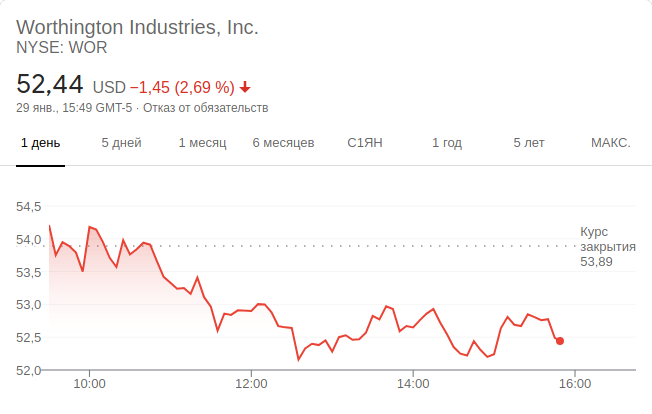 Worthington Industries, Inc.
NYSE: WOR
52,44 USD −1,45 (2,69 %)
29 янв., 15:49 GMT-5 · Отказ от обязательств
1 день 5 дней 1 месяц 6 месяцев С1ЯН 1 год 5 лет МАКС.
54,5
54,0
53,5
53,0
52,5
52,0
Курс
закрытия
53,89
10:00 12:00 14:00 16:00